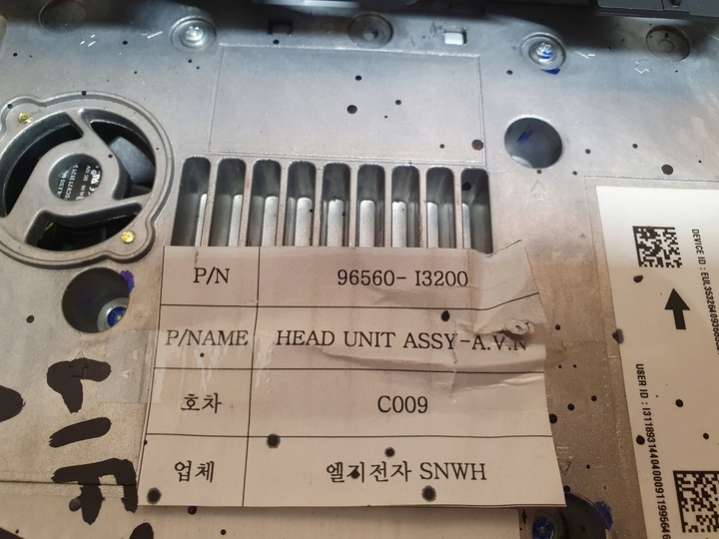 P/N 96560- I3200
P/NAME HEAD UNIT ASSY-A.V.N
호차 C009
업체 엘지전자 SNWH
LIF
DEVICE ID :
USER ID :